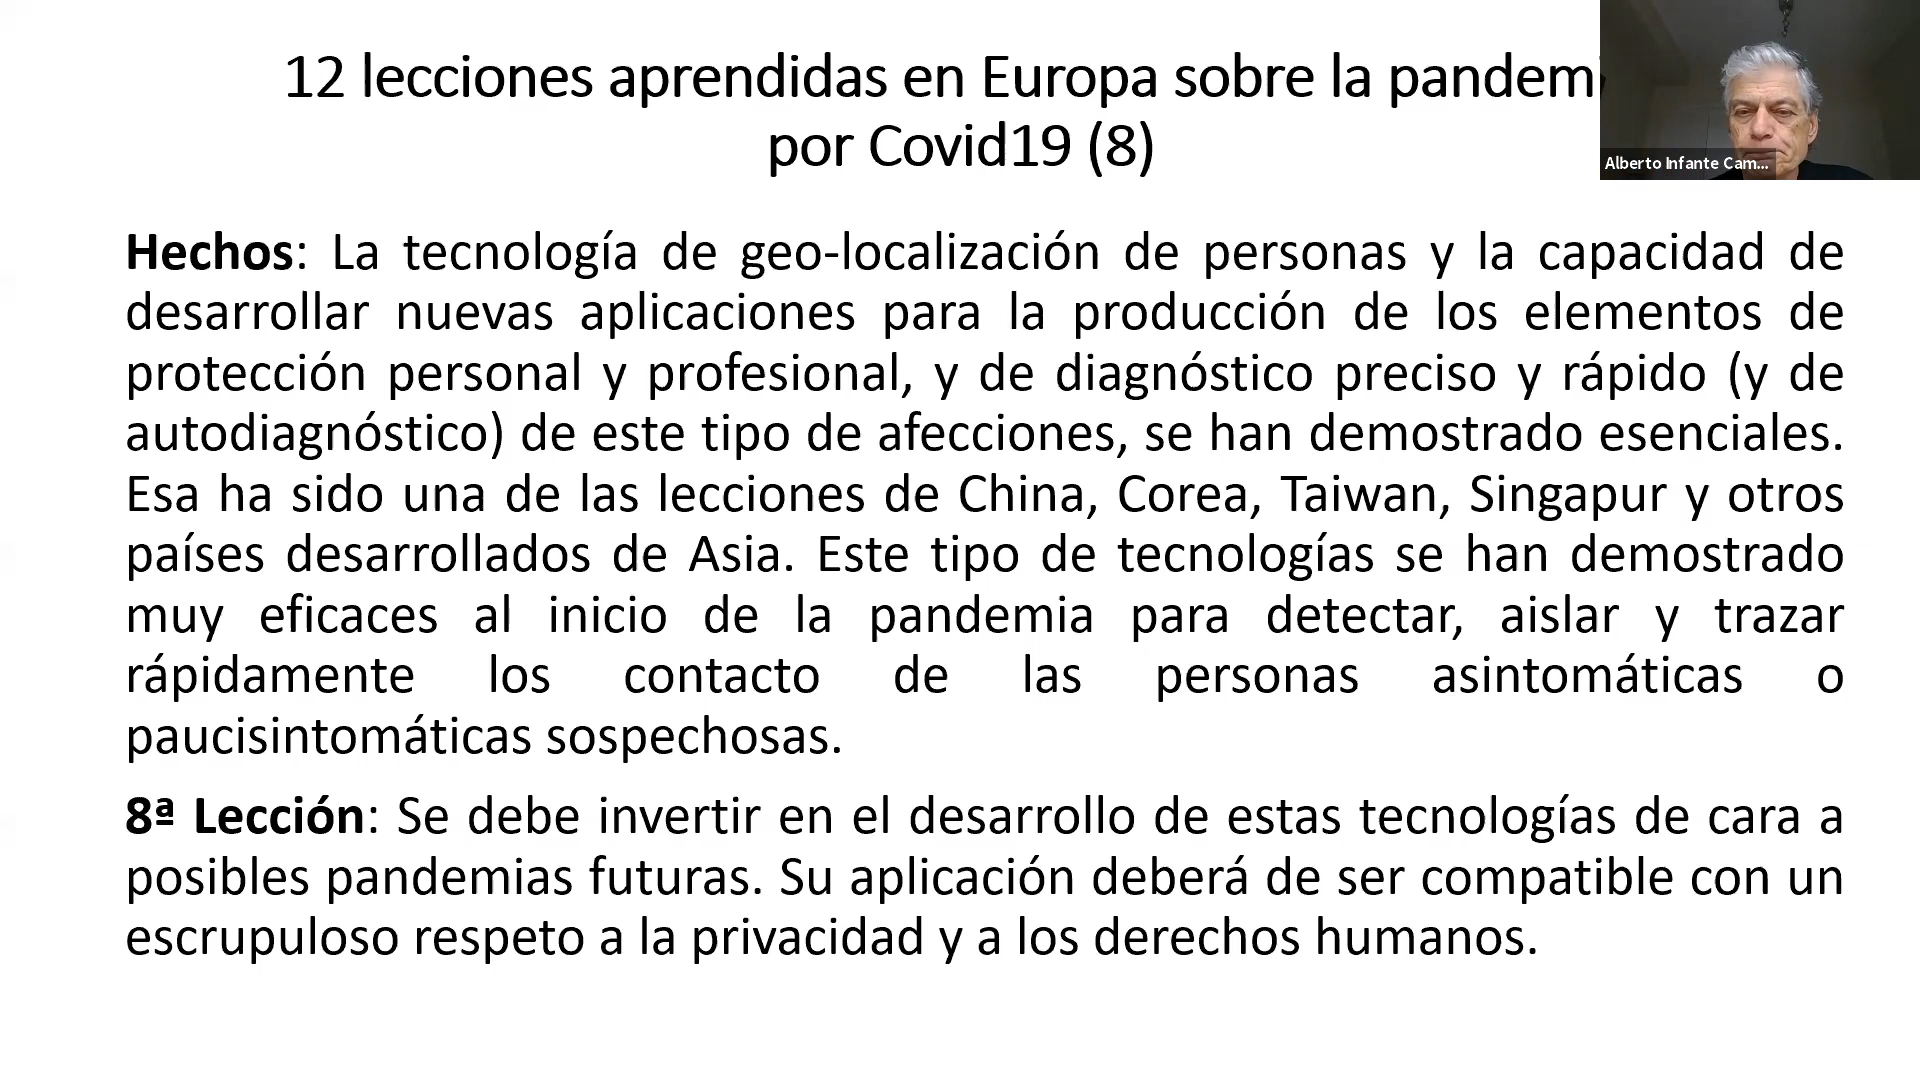 12 lecciones aprendidas en Europa sobre la pandemi
por Covid19 (8)
Alberto Infante Cam...
Hechos: La tecnología de geo-localización de personas y la capacidad de
desarrollar nuevas aplicaciones para la producción de los elementos de
protección personal y profesional, y de diagnóstico preciso y rápido (y de
autodiagnóstico) de este tipo de afecciones, se han demostrado esenciales.
Esa ha sido una de las lecciones de China, Corea, Taiwan, Singapur y otros
países desarrollados de Asia. Este tipo de tecnologías se han demostrado
muy eficaces al inicio de la pandemia para detectar, aislar y trazar
rápidamente los contacto de las personas asintomáticas o
paucisintomáticas sospechosas.
8ª Lección: Se debe invertir en el desarrollo de estas tecnologías de cara a
posibles pandemias futuras. Su aplicación deberá de ser compatible con un
escrupuloso respeto a la privacidad y a los derechos humanos.